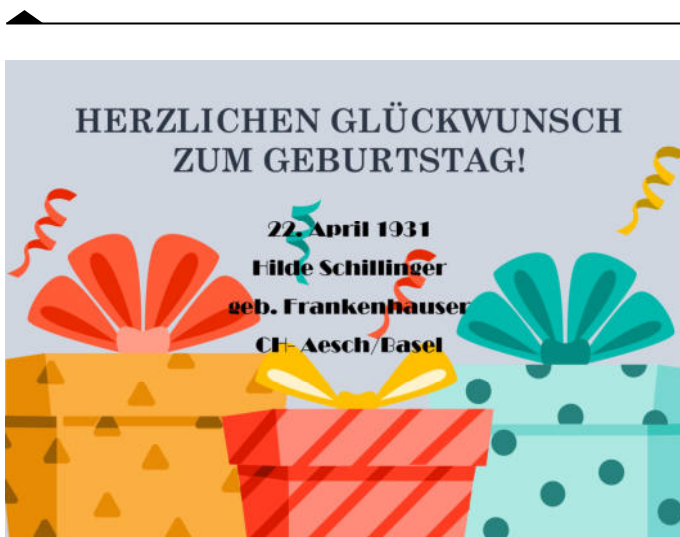 HERZLICHEN GLÜCKWUNSCH
ZUM GEBURTSTAG!
22. April 1931
Hilde Schillinger
geb. Frankenhauser
CH- Aesch/Basel